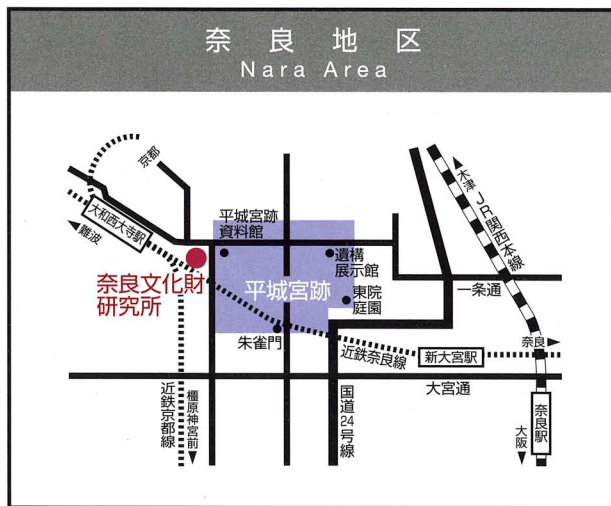 奈良地区
Nara Area
京都
木津
JR関西本線
大和西大寺駅
難波
平城宮跡
資料館
遺構
展示館
奈良文化財
研究所
平城宮跡
東院
庭園
一条通
朱雀門
近鉄奈良線
新大宮駅
奈良
大宮通
近鉄京都線
橿原神宮前
国道24号線
大阪
奈良駅